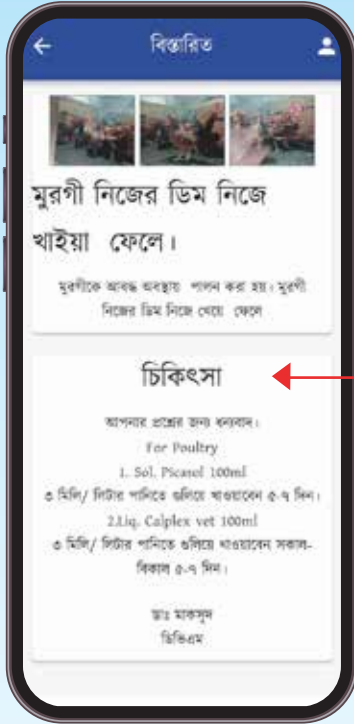 বিস্তারিত
মুরগী নিজের ডিম নিজে
খাইয়া ফেলে।
মুরগীকে আবদ্ধ অবস্থায় পালন করা হয়। মুরগী
নিজের ডিম নিজে খেয়ে ফেলে
চিকিৎসা
আপনার প্রশ্নের জন্য ধন্যবাদ।
For Poultry
1. Sol. Picasol 100ml
৩ মিলি/ লিটার পানিতে গুলিয়ে খাওয়াবেন ৫-৭ দিন।
2.Liq. Calplex vet 100ml
৩ মিলি/ লিটার পানিতে গুলিয়ে খাওয়াবেন সকাল-
বিকাল ৫-৭ দিন।
ডাঃ মাকসুদ
ডিভিএম